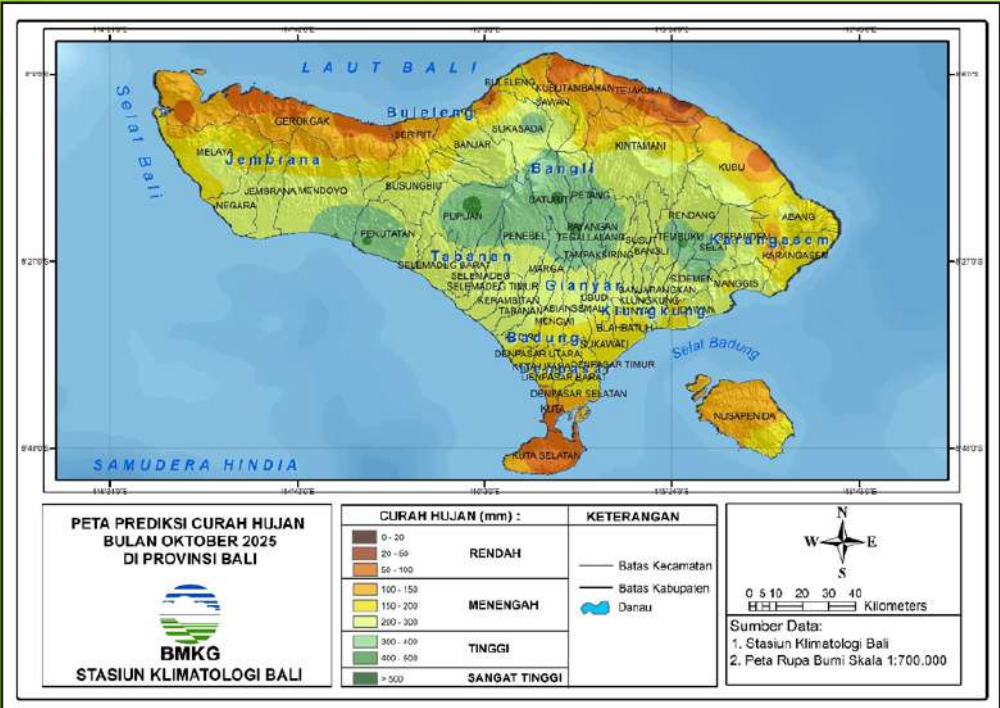 LAUT BALI
Selat Bali
BULELENG
KUBUTAMBAHAN
TEJAKULA
SAWAN
Buleleng
GEROKGAK
SERIRIT
SUKASADA
BANJAR
KINTAMANI
MELAYA
Jembrana
Bangli
KUBU
BUSUNGBIU
JEMBRANA
MENDOYO
PETANG
NEGARA
PUPUAN
RENDANG
ABANG
PEKUTATAN
PENEBEL
PAYANGAN
TEGALLALANG
SUSUT
TEMBUKU
SELAT
Karangasem
KARANGASEM
BANGLI
TAMPAKSIRING
Tabanan
SELEMADEG BARAT
MARGA
SELEMADEG
SELEMADEG TIMUR
SIDEMEN
MANGGIS
Gianyar
BANJARANGKAN
UBUD
KLUNGKUNG
KERAMBITAN
TABANAN
ABIANSEMAL
Klungkung
MENGWI
BLAHBATUH
Badung
SUKAWATI
Selat Badung
DENPASAR UTARA
DENPASAR TIMUR
DENPASAR BARAT
DENPASAR SELATAN
KUTA
NUSAPENIDA
KUTA SELATAN
SAMUDERA HINDIA
PETA PREDIKSI CURAH HUJAN
BULAN OKTOBER 2025
DI PROVINSI BALI
BMKG
STASIUN KLIMATOLOGI BALI
CURAH HUJAN (mm) :
0 - 20
20 - 50
50 - 100
RENDAH
100 - 150
150 - 200
200 - 300
MENENGAH
300 - 400
400 - 500
TINGGI
> 500
SANGAT TINGGI
KETERANGAN
Batas Kecamatan
Batas Kabupaten
Danau
N
W E
S
0 5 10 20 30 40
Kilometers
Sumber Data:
1. Stasiun Klimatologi Bali
2. Peta Rupa Bumi Skala 1:700.000